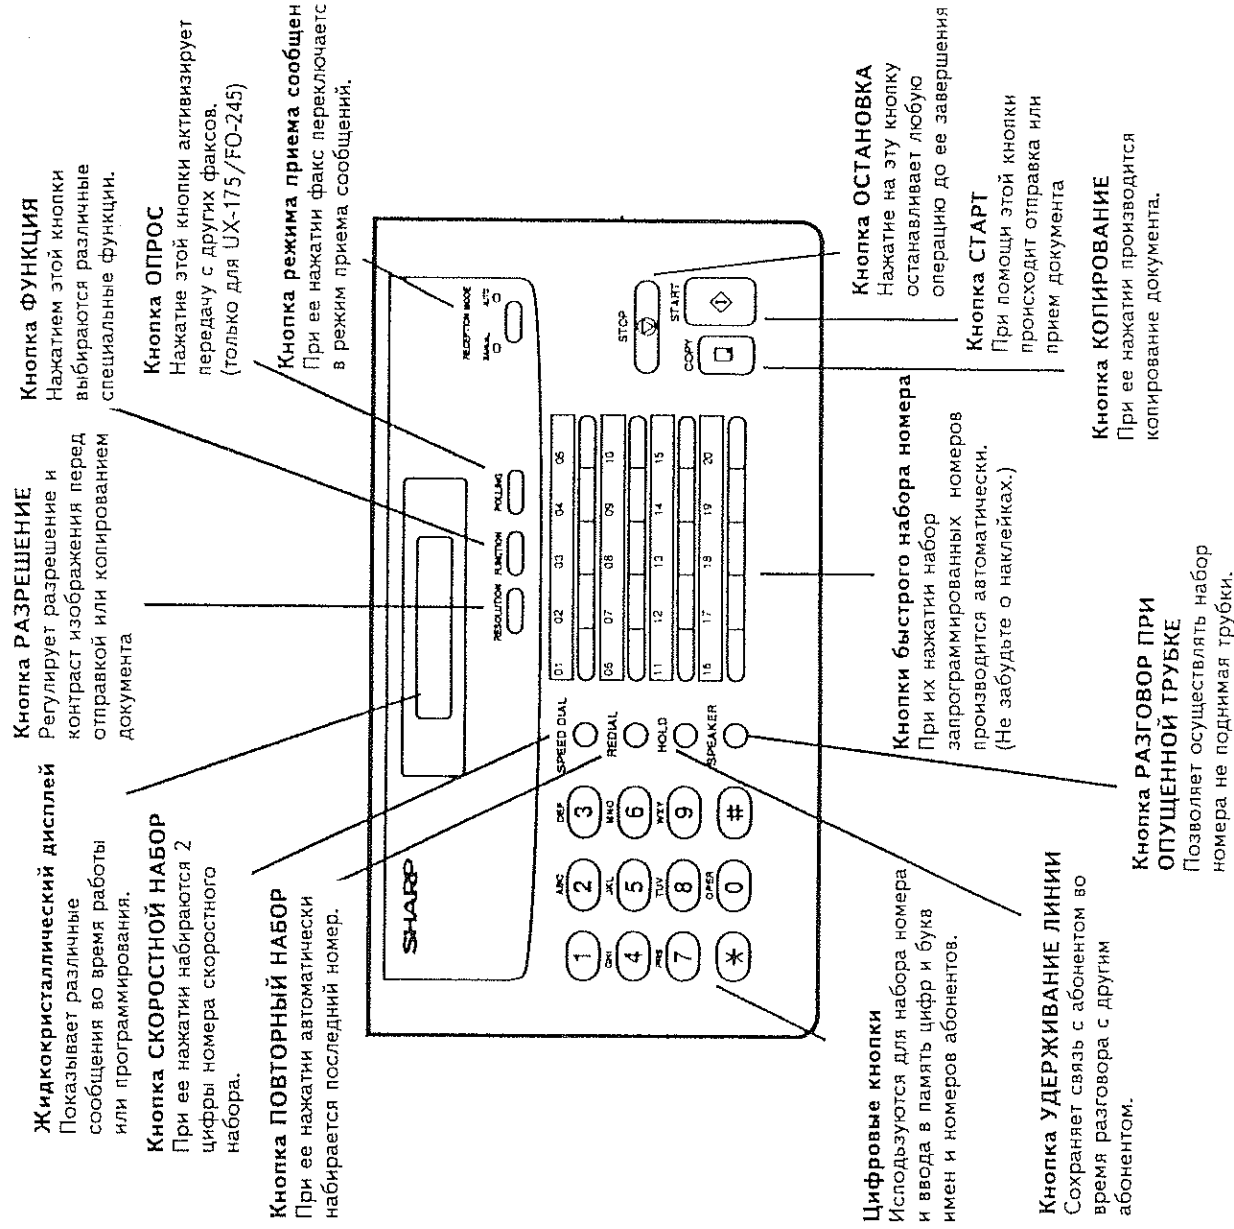 Жидкокристаллический дисплей
Показывает различные
сообщения во время работы
или программирования.
Кнопка СКОРОСТНОЙ НАБОР
При ее нажатии набираются 2
цифры номера скоростного
набора.
Кнопка ПОВТОРНЫЙ НАБОР
При ее нажатии автоматически
набирается последний номер.
Кнопка РАЗРЕШЕНИЕ
Регулирует разрешение и
контраст изображения перед
отправкой или копированием
документа
Кнопка ФУНКЦИЯ
Нажатием этой кнопки
выбираются различные
специальные функции.
Кнопка ОПРОС
Нажатие этой кнопки активизирует
передачу с других факсов.
(только для UX-175/FO-245)
Кнопка режима приема сообщен
При ее нажатии факс переключаетс
в режим приема сообщений.
SHARP
RESOLUTION
FUNCTION
POLLING
RECEPTION MODE
MANUAL
AUTO
ABC
DEF
1
2
3
SPEED DIAL
01
02
03
04
05
GHI
JKL
MNO
4
5
6
REDIAL
06
07
08
09
10
STOP
PRS
TUV
WXY
7
8
9
HOLD
11
12
13
14
15
COPY
START
OPER
*
0
#
SPEAKER
16
17
18
19
20
Цифровые кнопки
Используются для набора номера
и ввода в память цифр и букв
имен и номеров абонентов.
Кнопка УДЕРЖИВАНИЕ ЛИНИИ
Сохраняет связь с абонентом во
время разговора с другим
абонентом.
Кнопки быстрого набора номера
При их нажатии набор
запрограммированных номеров
производится автоматически.
(Не забудьте о наклейках.)
Кнопка РАЗГОВОР ПРИ
ОПУЩЕННОЙ ТРУБКЕ
Позволяет осуществлять набор
номера не поднимая трубки.
Кнопка ОСТАНОВКА
Нажатие на эту кнопку
останавливает любую
операцию до ее завершения
Кнопка СТАРТ
При помощи этой кнопки
происходит отправка или
прием документа
Кнопка КОПИРОВАНИЕ
При ее нажатии производится
копирование документа.